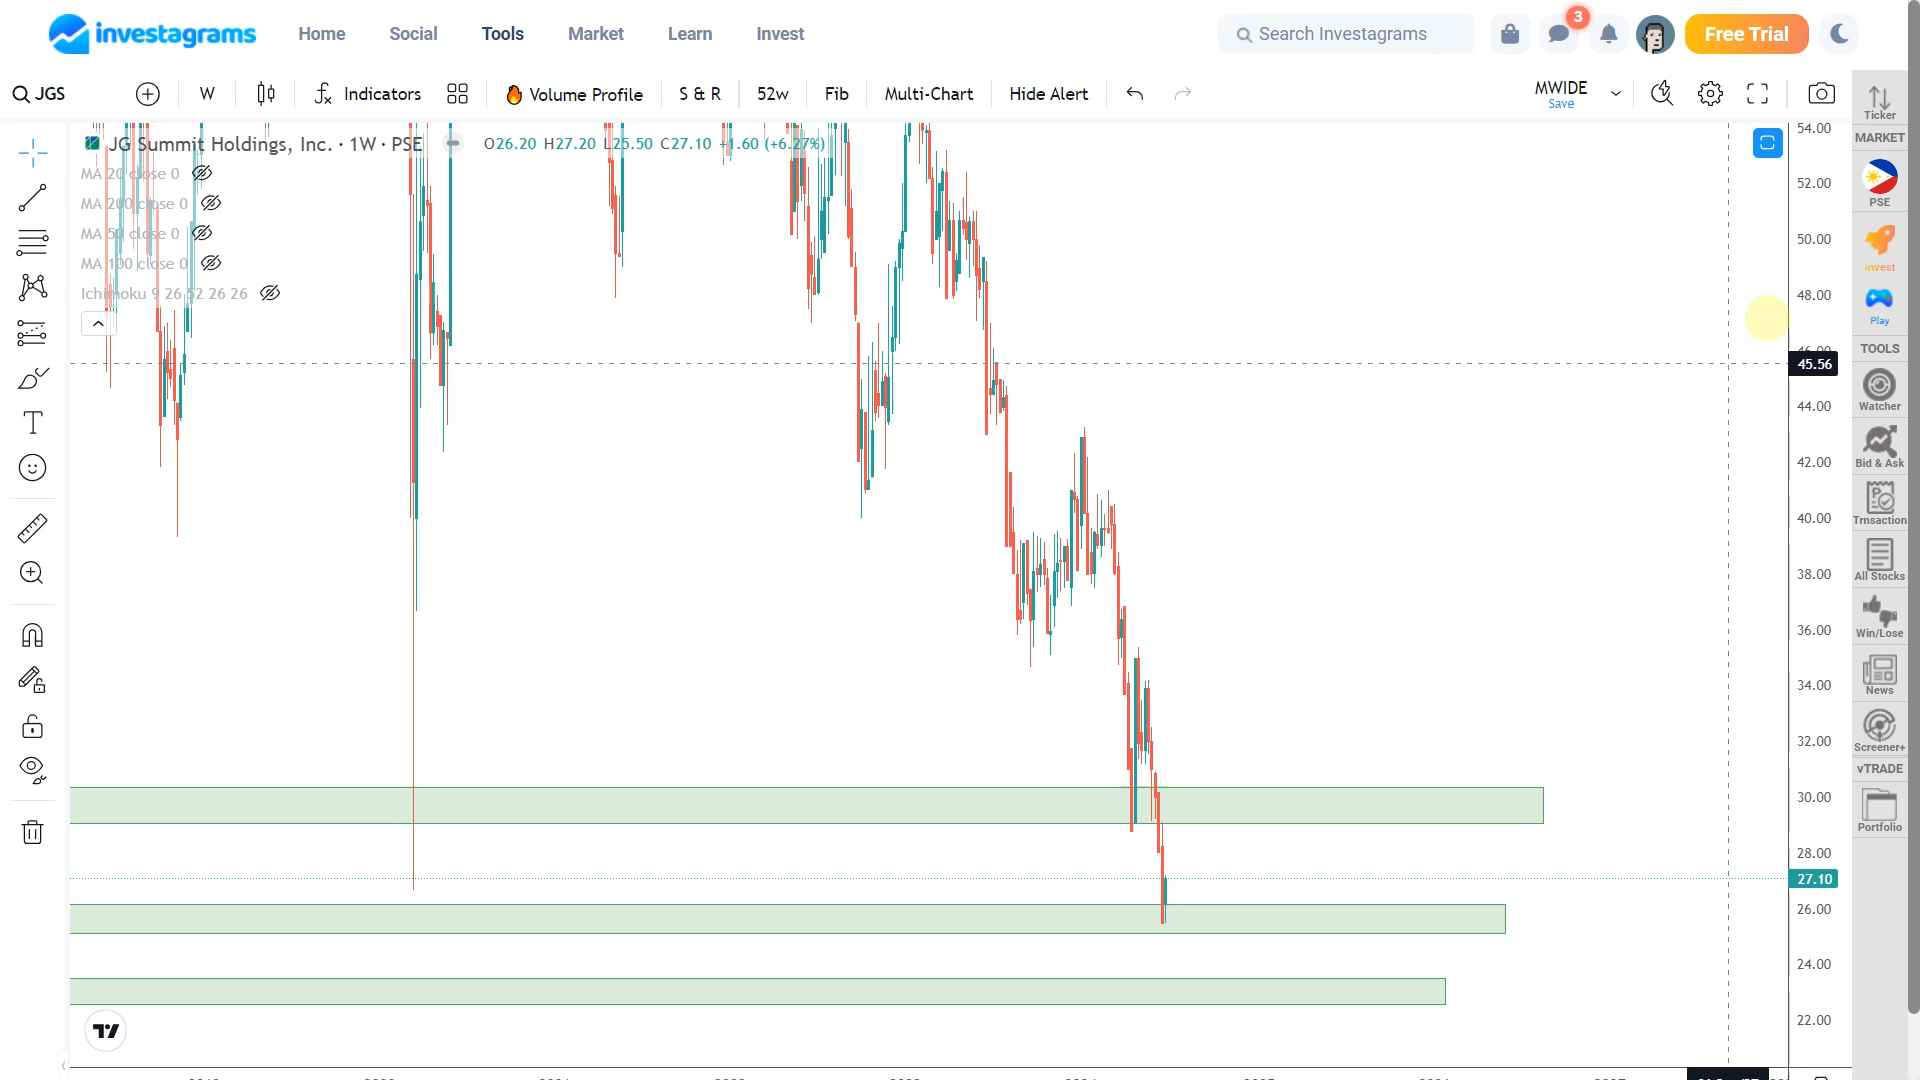 investagrams Home Social Tools Market Learn Invest Search Investagrams 3 Free Trial
JGS W Indicators Volume Profile S & R 52w Fib Multi-Chart Hide Alert MWIDE
Save
JG Summit Holdings, Inc. · 1W · PSE O26.20 H27.20 L25.50 C27.10 +1.60 (+6.27%)
MA 20 close 0
MA 200 close 0
MA 50 close 0
MA 100 close 0
Ichimoku 9 26 52 26 26
54.00
52.00
50.00
48.00
46.00
45.56
44.00
42.00
40.00
38.00
36.00
34.00
32.00
30.00
28.00
27.10
26.00
24.00
22.00
Ticker
MARKET
PSE
Invest
Play
TOOLS
Watcher
Bid & Ask
Trnsaction
All Stocks
Win/Lose
News
Screener+
vTRADE
Portfolio